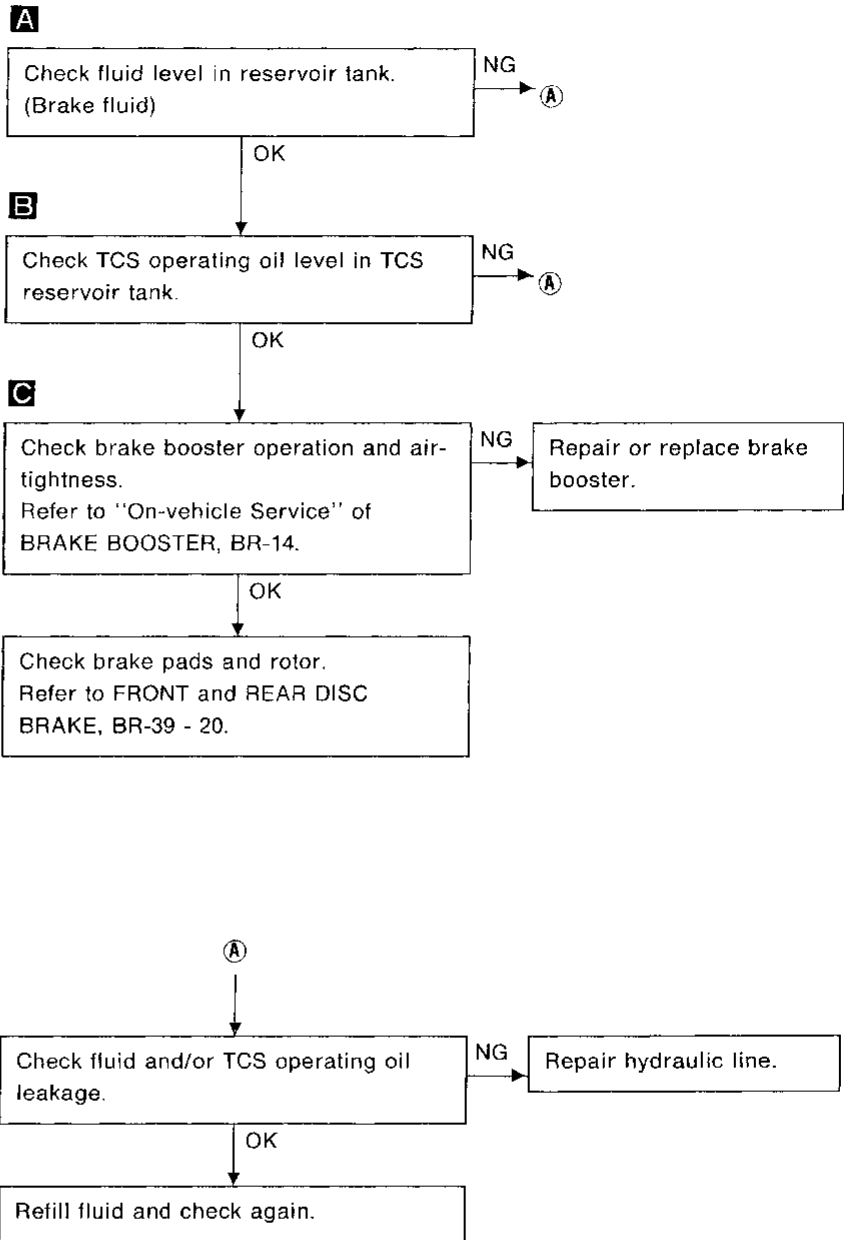 A
Check fluid level in reservoir tank.
(Brake fluid)
NG
Ⓐ
OK
B
Check TCS operating oil level in TCS
reservoir tank.
NG
Ⓐ
OK
C
Check brake booster operation and air-
tightness.
Refer to "On-vehicle Service" of
BRAKE BOOSTER, BR-14.
NG
Repair or replace brake
booster.
OK
Check brake pads and rotor.
Refer to FRONT and REAR DISC
BRAKE, BR-39 - 20.
Ⓐ
Check fluid and/or TCS operating oil
leakage.
NG
Repair hydraulic line.
OK
Refill fluid and check again.